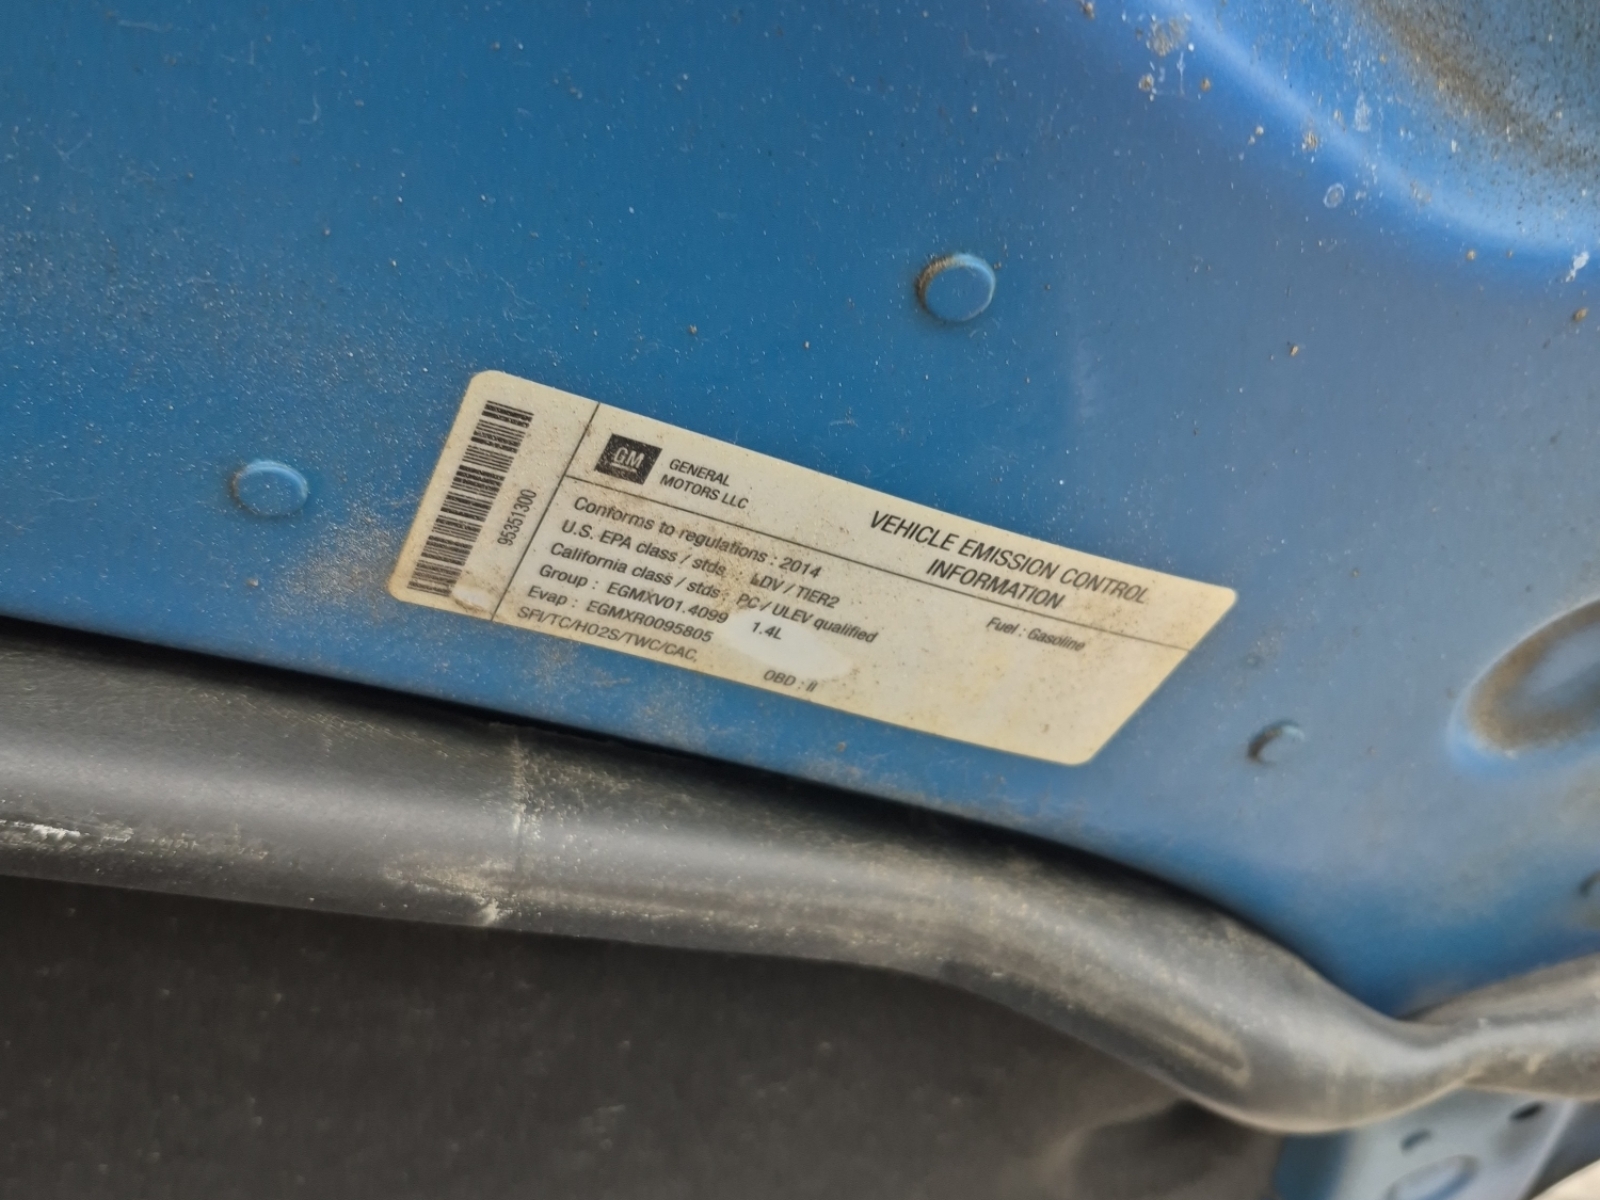 95351300
GM
GENERAL
MOTORS LLC
VEHICLE EMISSION CONTROL
INFORMATION
Conforms to regulations : 2014
Fuel : Gasoline
U.S. EPA class / stds : LDV / TIER2
California class / stds : PC / ULEV qualified
Group : EGMXV01.4099 1.4L
Evap : EGMXR0095805
SFI/TC/HO2S/TWC/CAC,
OBD : II